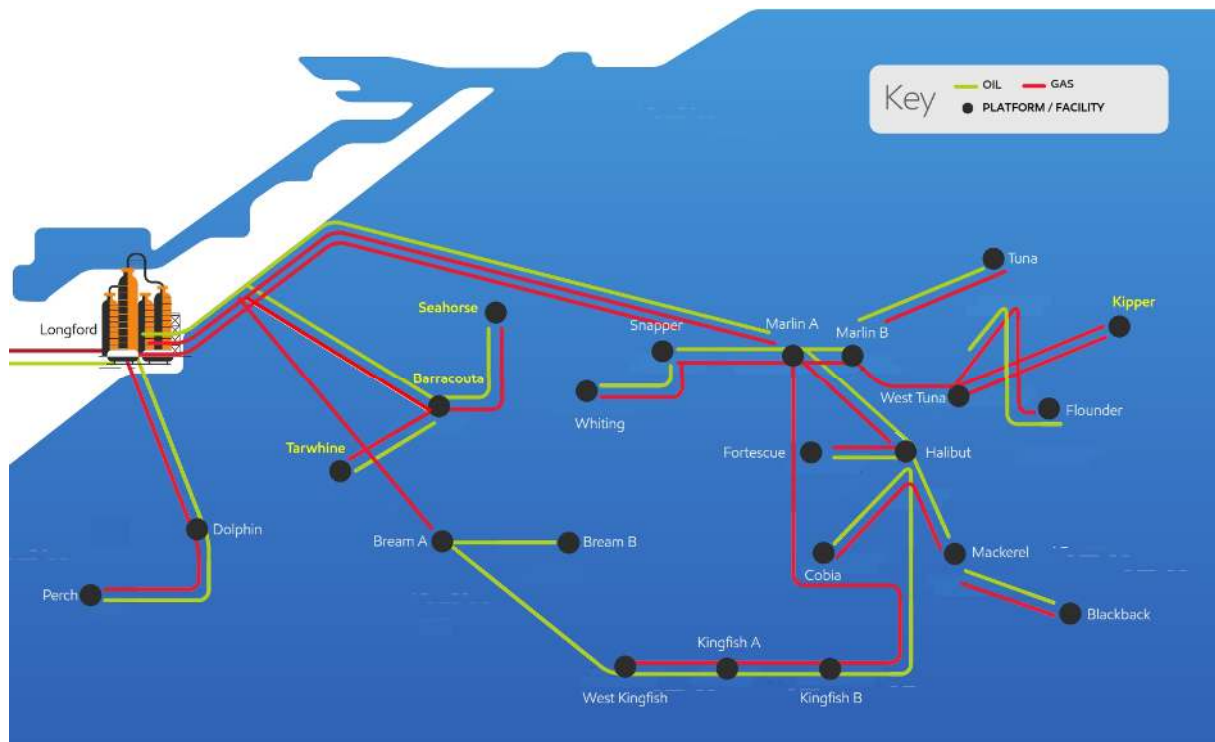 Key
OIL
GAS
PLATFORM / FACILITY
Tuna
Seahorse
Kipper
Longford
Snapper
Marlin A
Marlin B
Barracouta
West Tuna
Flounder
Whiting
Tarwhine
Fortescue
Halibut
Dolphin
Bream A
Bream B
Mackerel
Cobia
Perch
Blackback
Kingfish A
West Kingfish
Kingfish B